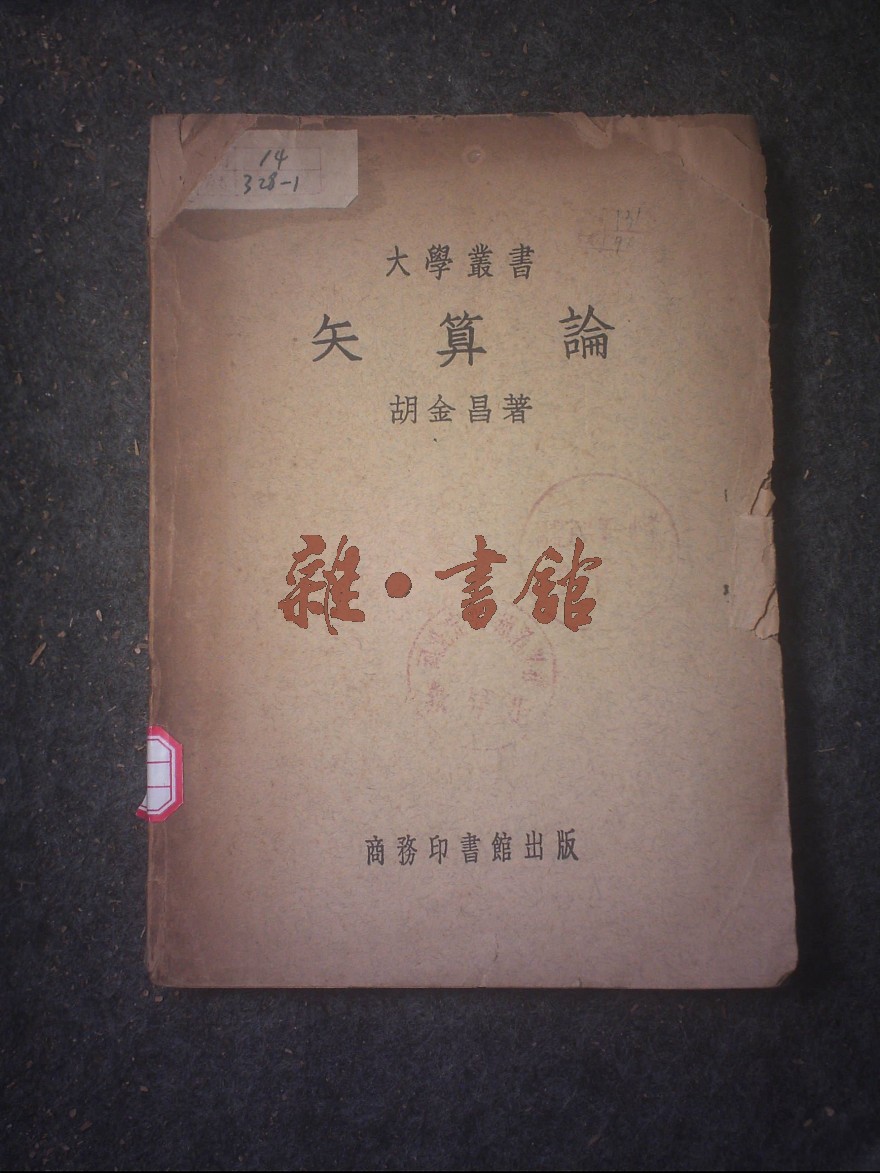 14
328-1
大學叢書
矢算論
胡金昌著
雜·書館
商務印書館出版